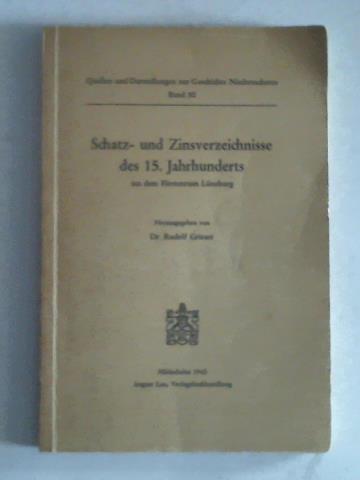 Quellen und Darstellungen zur Geschichte Niedersachsens
Band 50
Schatz- und Zinsverzeichnisse
des 15. Jahrhunderts
aus dem Fürstentum Lüneburg
Herausgegeben von
Dr. Rudolf Grieser
Hildesheim 1942
August Lax, Verlagsbuchhandlung